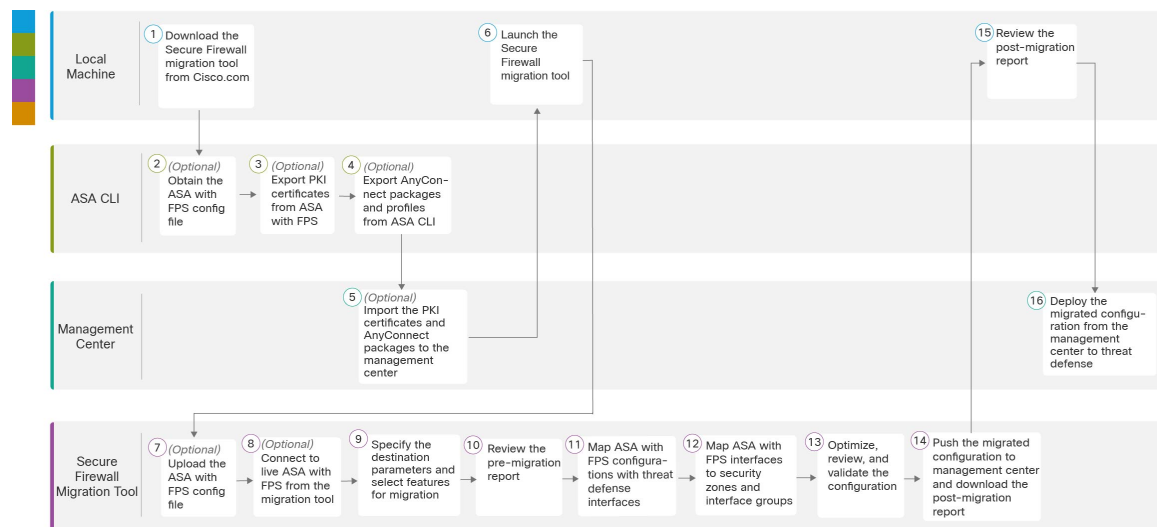 Local
Machine
1
Download the
Secure Firewall
migration tool
from Cisco.com
6
Launch the
Secure
Firewall
migration tool
15
Review the
post-migration
report
ASA CLI
2
(Optional)
Obtain the
ASA with
FPS config
file
3
(Optional)
Export PKI
certificates
from ASA
with FPS
4
(Optional)
Export AnyCon-
nect packages
and profiles
from ASA CLI
Management
Center
5
(Optional)
Import the PKI
certificates and
AnyConnect
packages to the
management
center
16
Deploy the
migrated configu-
ration from the
management
center to threat
defense
Secure
Firewall
Migration Tool
7
(Optional)
Upload the
ASA with
FPS config
file
8
(Optional)
Connect to
live ASA with
FPS from the
migration tool
9
Specify the
destination
parameters and
select features
for migration
10
Review the
pre-migration
report
11
Map ASA with
FPS configura-
tions with threat
defense
interfaces
12
Map ASA with
FPS interfaces
to security
zones and
interface groups
13
Optimize,
review, and
validate the
configuration
14
Push the migrated
configuration to
management center
and download the
post-migration
report